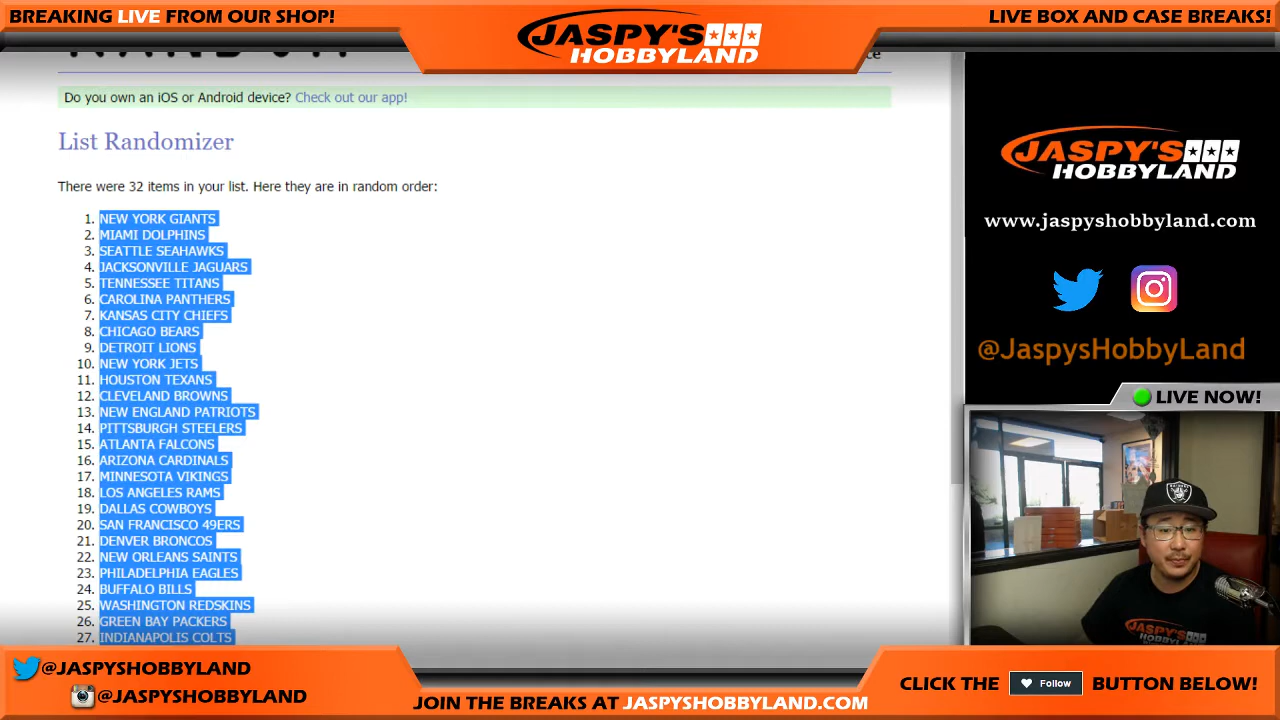 BREAKING LIVE FROM OUR SHOP!
JASPY'S
HOBBYLAND
LIVE BOX AND CASE BREAKS!
Do you own an iOS or Android device? Check out our app!
List Randomizer
There were 32 items in your list. Here they are in random order:
1. NEW YORK GIANTS
2. MIAMI DOLPHINS
3. SEATTLE SEAHAWKS
4. JACKSONVILLE JAGUARS
5. TENNESSEE TITANS
6. CAROLINA PANTHERS
7. KANSAS CITY CHIEFS
8. CHICAGO BEARS
9. DETROIT LIONS
10. NEW YORK JETS
11. HOUSTON TEXANS
12. CLEVELAND BROWNS
13. NEW ENGLAND PATRIOTS
14. PITTSBURGH STEELERS
15. ATLANTA FALCONS
16. ARIZONA CARDINALS
17. MINNESOTA VIKINGS
18. LOS ANGELES RAMS
19. DALLAS COWBOYS
20. SAN FRANCISCO 49ERS
21. DENVER BRONCOS
22. NEW ORLEANS SAINTS
23. PHILADELPHIA EAGLES
24. BUFFALO BILLS
25. WASHINGTON REDSKINS
26. GREEN BAY PACKERS
27. INDIANAPOLIS COLTS
JASPY'S
HOBBYLAND
www.jaspyshobbyland.com
@JaspysHobbyLand
LIVE NOW!
JASPY'S
HOBBYLAND
@JASPYSHOBBYLAND
@JASPYSHOBBYLAND
JOIN THE BREAKS AT JASPYSHOBBYLAND.COM
CLICK THE Follow BUTTON BELOW!